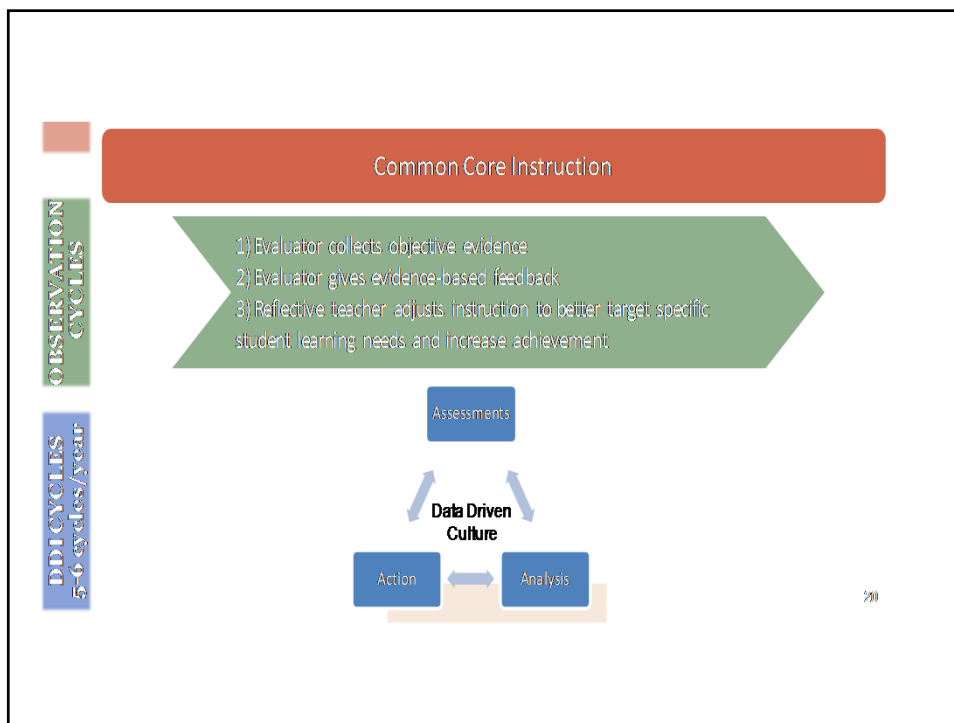 Common Core Instruction
OBSERVATION
CYCLES
1) Evaluator collects objective evidence
2) Evaluator gives evidence-based feedback
3) Reflective teacher adjusts instruction to better target specific
student learning needs and increase achievement
DDI CYCLES
5-6 cycles/year
Assessments
Data Driven
Culture
Action
Analysis
20